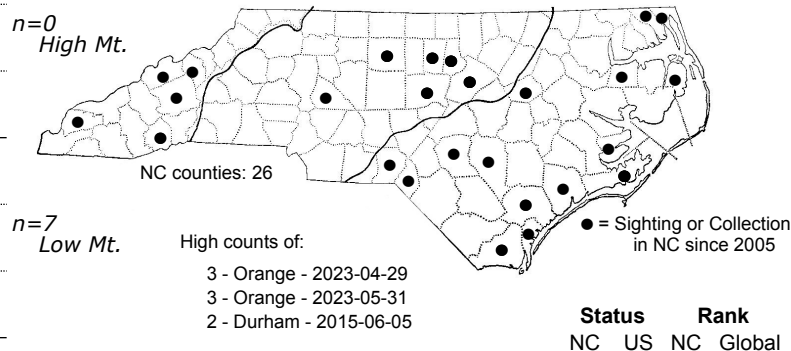 n=0
High Mt.
NC counties: 26
n=7
Low Mt.
High counts of:
3 - Orange - 2023-04-29
3 - Orange - 2023-05-31
2 - Durham - 2015-06-05
● = Sighting or Collection
in NC since 2005
Status Rank
NC US NC Global